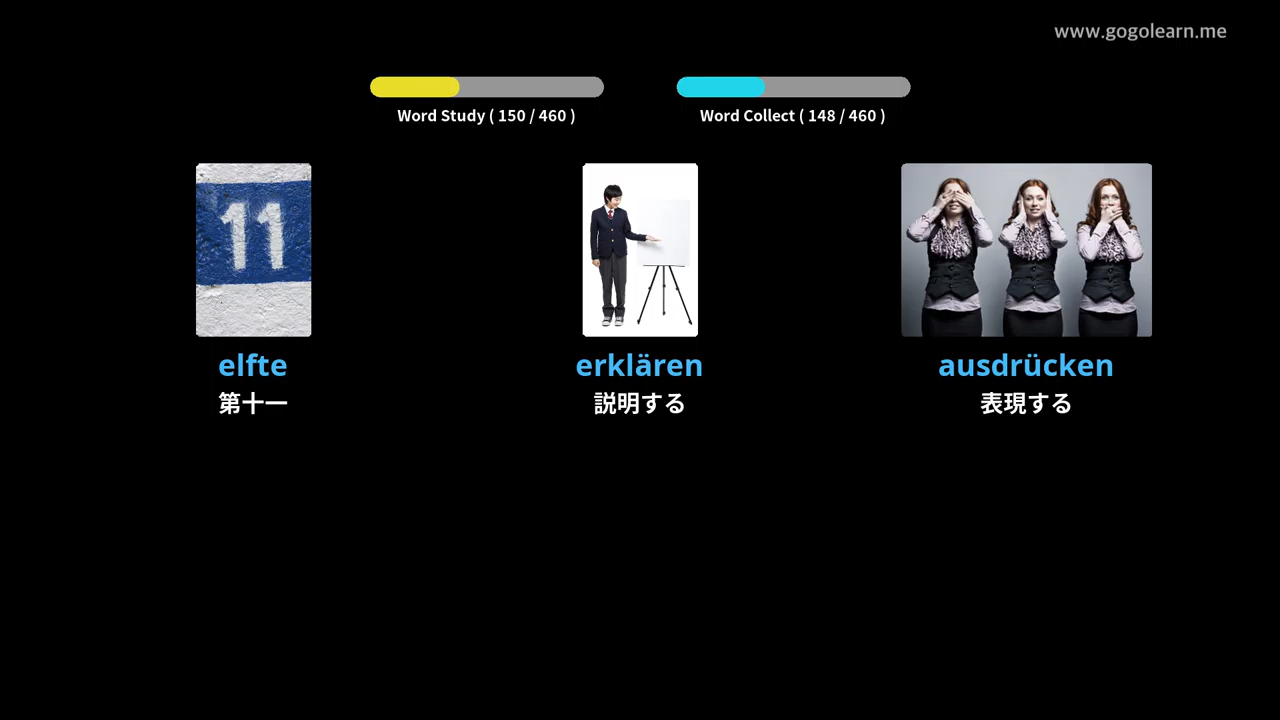 www.gogolearn.me
Word Study ( 150 / 460 )
Word Collect ( 148 / 460 )
11
elfte
erklären
ausdrücken
第十一
説明する
表現する